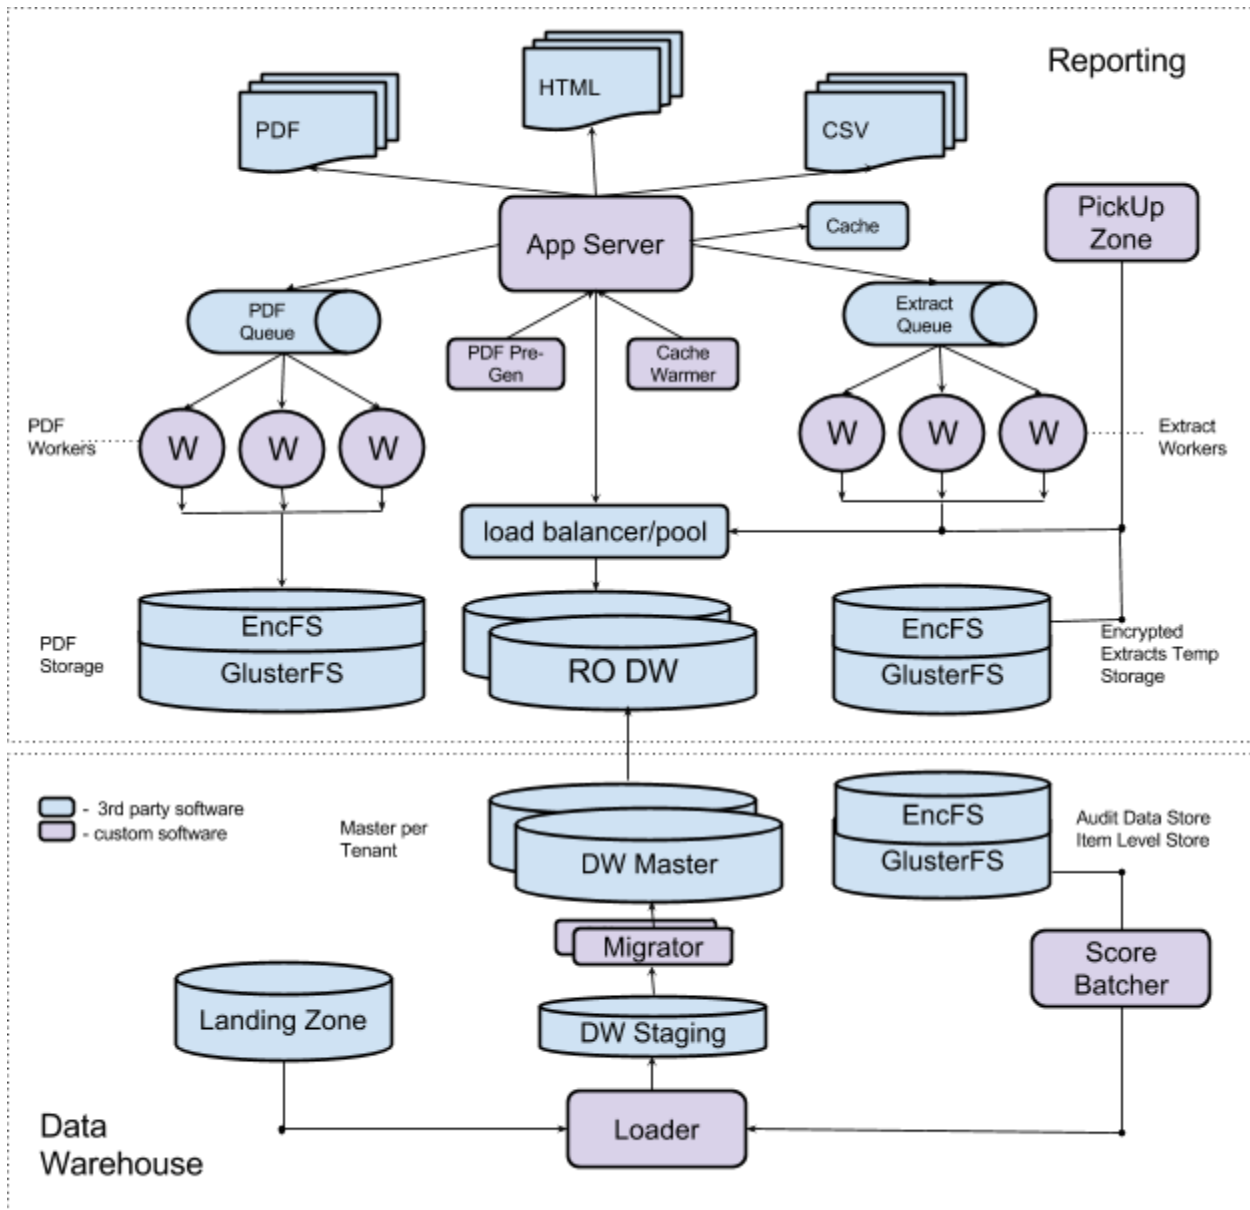 Reporting
HTML
PDF
CSV
PickUp
Zone
App Server
Cache
PDF
Queue
Extract
Queue
PDF Pre-
Gen
Cache
Warmer
PDF
Workers
W
W
W
W
W
W
Extract
Workers
load balancer/pool
EncFS
GlusterFS
PDF
Storage
RO DW
EncFS
GlusterFS
Encrypted
Extracts Temp
Storage
- 3rd party software
- custom software
Master per
Tenant
DW Master
EncFS
GlusterFS
Audit Data Store
Item Level Store
Migrator
Score
Batcher
Landing Zone
DW Staging
Loader
Data
Warehouse